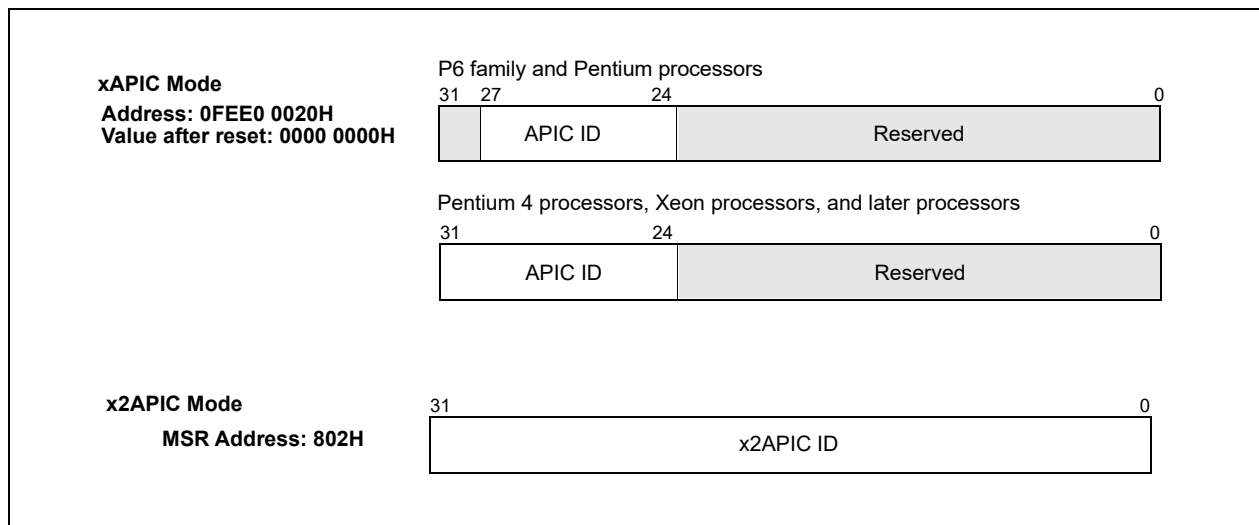 P6 family and Pentium processors
xAPIC Mode
31 27 24 0
Address: 0FEE0 0020H
Value after reset: 0000 0000H
APIC ID Reserved
Pentium 4 processors, Xeon processors, and later processors
31 24 0
APIC ID Reserved
x2APIC Mode
31 0
MSR Address: 802H
x2APIC ID